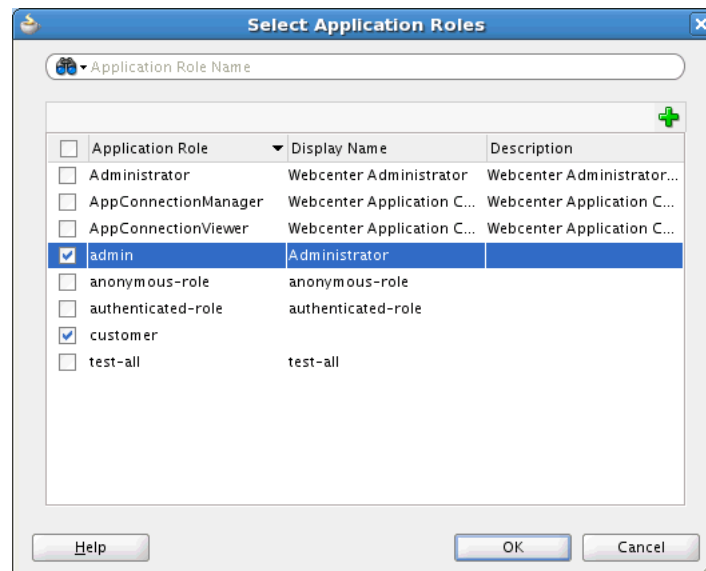 Select Application Roles
Application Role Name
Application Role Display Name Description
Administrator Webcenter Administrator Webcenter Administrator...
AppConnectionManager Webcenter Application C... Webcenter Application C...
AppConnectionViewer Webcenter Application C... Webcenter Application C...
admin Administrator
anonymous-role anonymous-role
authenticated-role authenticated-role
customer
test-all test-all
Help OK Cancel